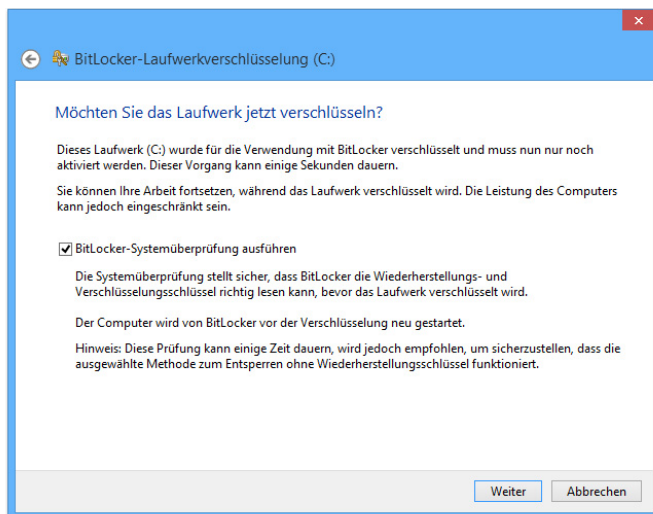 BitLocker-Laufwerkverschlüsselung (C:)
Möchten Sie das Laufwerk jetzt verschlüsseln?
Dieses Laufwerk (C:) wurde für die Verwendung mit BitLocker verschlüsselt und muss nun nur noch
aktiviert werden. Dieser Vorgang kann einige Sekunden dauern.
Sie können Ihre Arbeit fortsetzen, während das Laufwerk verschlüsselt wird. Die Leistung des Computers
kann jedoch eingeschränkt sein.
BitLocker-Systemüberprüfung ausführen
Die Systemüberprüfung stellt sicher, dass BitLocker die Wiederherstellungs- und
Verschlüsselungsschlüssel richtig lesen kann, bevor das Laufwerk verschlüsselt wird.
Der Computer wird von BitLocker vor der Verschlüsselung neu gestartet.
Hinweis: Diese Prüfung kann einige Zeit dauern, wird jedoch empfohlen, um sicherzustellen, dass die
ausgewählte Methode zum Entsperren ohne Wiederherstellungsschlüssel funktioniert.
Weiter Abbrechen